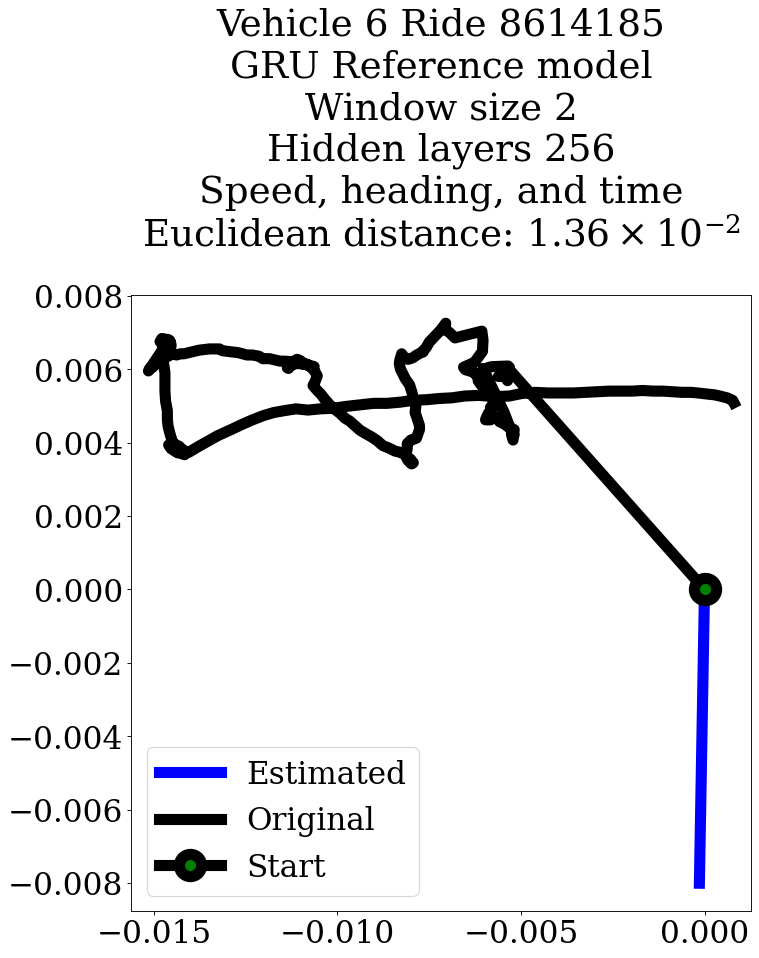 Vehicle 6 Ride 8614185
GRU Reference model
Window size 2
Hidden layers 256
Speed, heading, and time
Euclidean distance: 1.36 × 10⁻²
0.008
0.006
0.004
0.002
0.000
−0.002
−0.004
−0.006
−0.008
Estimated
Original
Start
−0.015 −0.010 −0.005 0.000